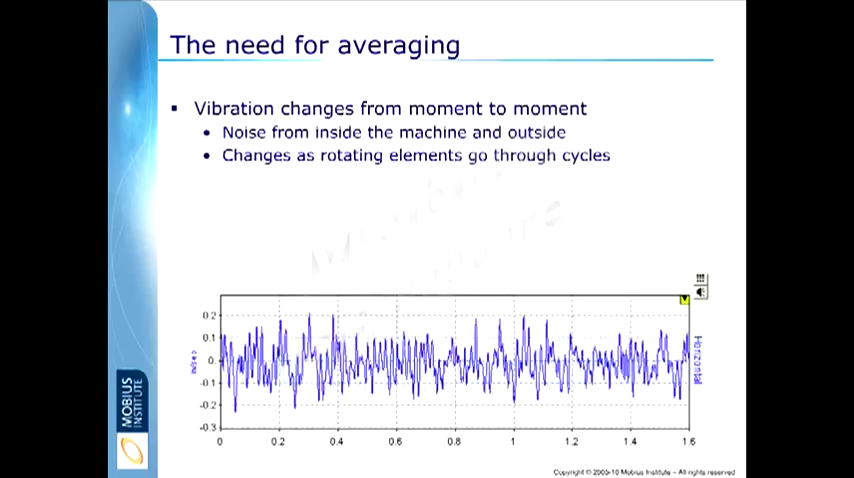 The need for averaging
Vibration changes from moment to moment
Noise from inside the machine and outside
Changes as rotating elements go through cycles
0.2
0.1
0.
-0.1
-0.2
-0.3
in/sec
0 0.2 0.4 0.6 0.8 1 1.2 1.4 1.6
Horizontal
MOBIUS
INSTITUTE
Copyright © 2005-10 Mobius Institute - All rights reserved